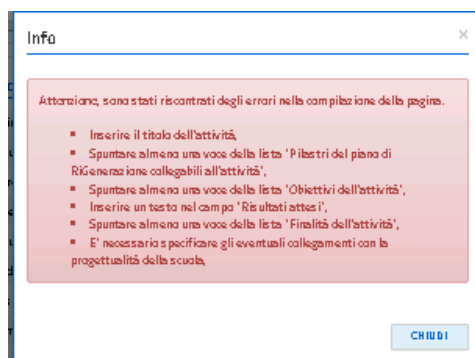 Info
×
Attenzione, sono stati riscontrati degli errori nella compilazione della pagina.
Inserire il titolo dell'attività,
Spuntare almeno una voce della lista 'Pilastri del piano di
RiGenerazione collegabili all'attività',
Spuntare almeno una voce della lista 'Obiettivi dell'attività',
Inserire un testo nel campo 'Risultati attesi',
Spuntare almeno una voce della lista 'Finalità dell'attività',
E' necessario specificare gli eventuali collegamenti con la
progettualità della scuola,
CHIUDI